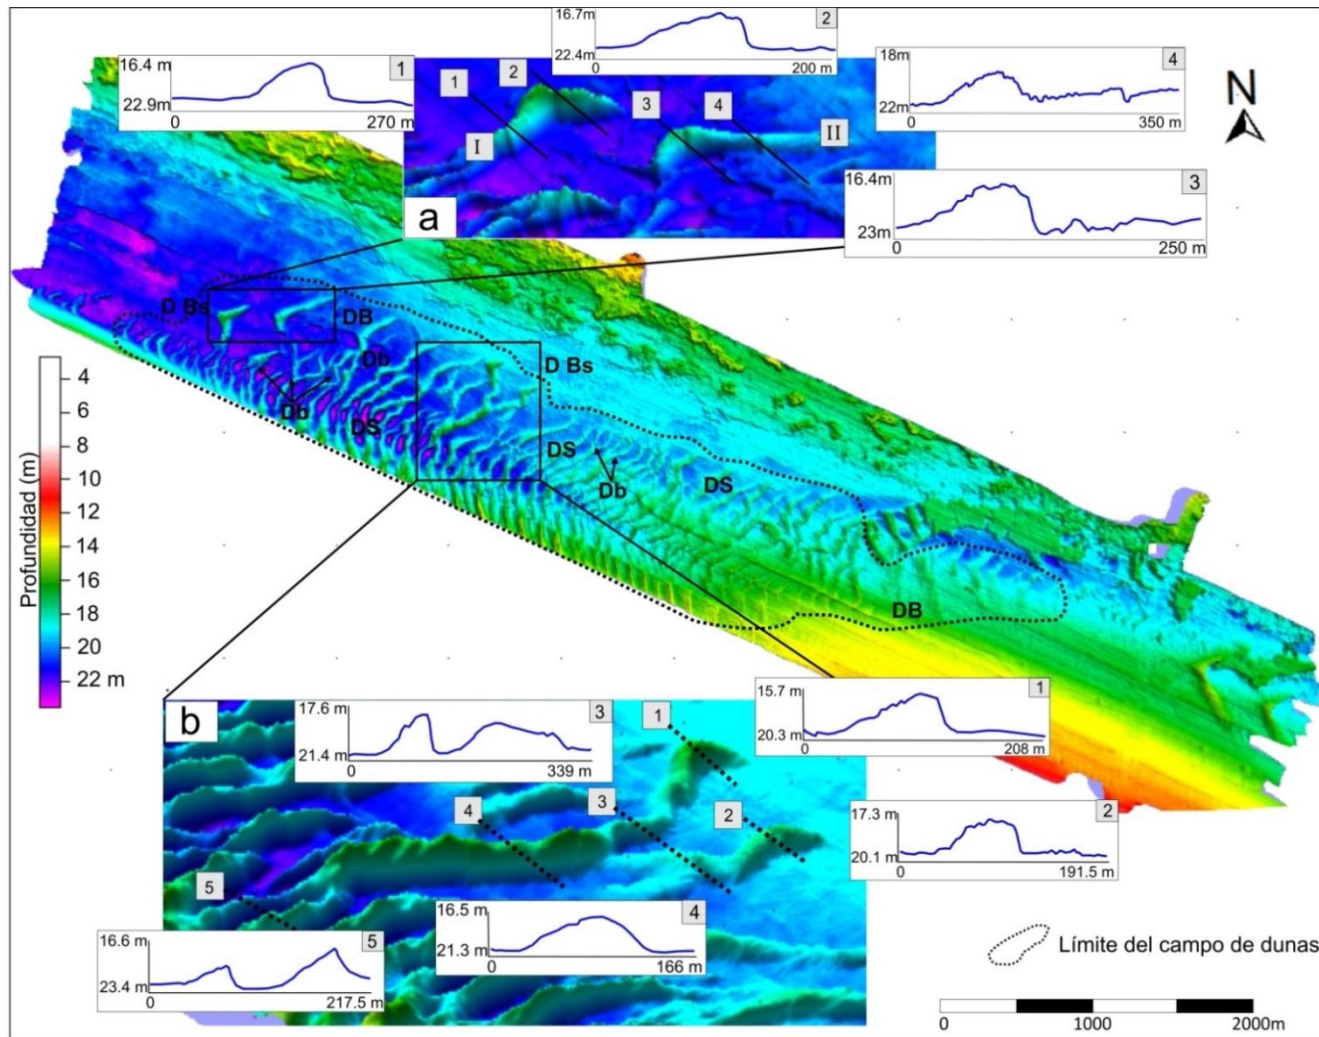 16.7m
2
22.4m
0
200 m
16.4 m
1
22.9m
0
270 m
18m
4
22m
0
350 m
N
1
2
3
4
I
II
a
16.4m
3
23m
0
250 m
D Bs
DB
Db
D Bs
Db
DS
DS
Db
DS
DB
Profundidad (m)
4
6
8
10
12
14
16
18
20
22 m
b
17.6 m
3
21.4 m
0
339 m
1
15.7 m
1
20.3 m
0
208 m
4
3
2
17.3 m
2
20.1 m
0
191.5 m
5
16.5 m
4
21.3 m
0
166 m
16.6 m
5
23.4 m
0
217.5 m
Límite del campo de dunas
0
1000
2000m